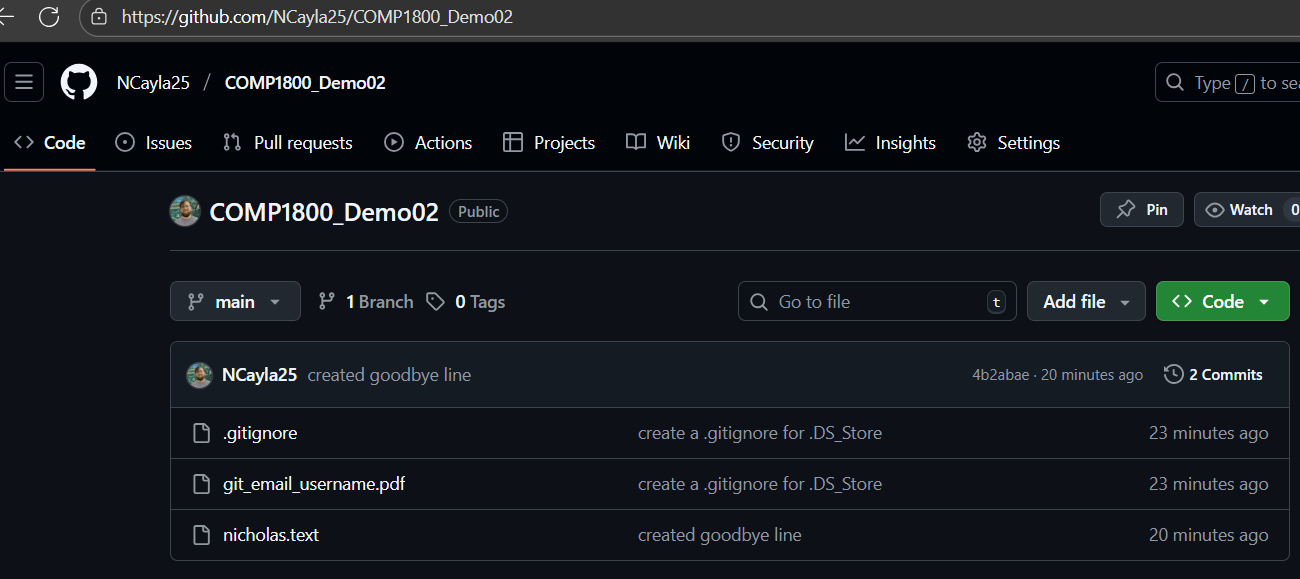 https://github.com/NCayla25/COMP1800_Demo02
NCayla25 / COMP1800_Demo02
Type / to sea
Code Issues Pull requests Actions Projects Wiki Security Insights Settings
COMP1800_Demo02 Public Pin Watch 0
main 1 Branch 0 Tags Go to file t Add file Code
NCayla25 created goodbye line 4b2abae · 20 minutes ago 2 Commits
.gitignore create a .gitignore for .DS_Store 23 minutes ago
git_email_username.pdf create a .gitignore for .DS_Store 23 minutes ago
nicholas.text created goodbye line 20 minutes ago